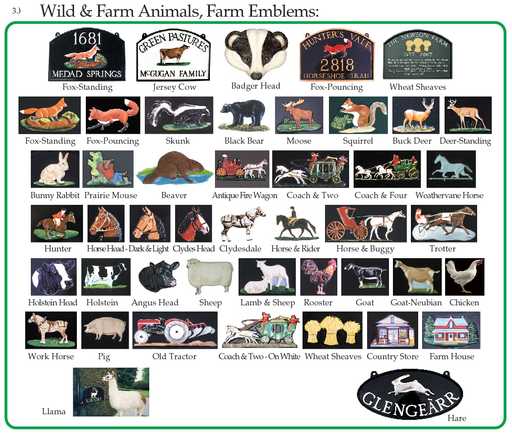 3.) Wild & Farm Animals, Farm Emblems:
1681
MEDAD SPRINGS
GREEN PASTURES
MCGUGAN FAMILY
HUNTER'S VALE
2818
HORSESHOE TRAIL
THE NORTON FARM
Fox-Standing Jersey Cow Badger Head Fox-Pouncing Wheat Sheaves
Fox-Standing Fox-Pouncing Skunk Black Bear Moose Squirrel Buck Deer Deer-Standing
Bunny Rabbit Prairie Mouse Beaver Antique Fire Wagon Coach & Two Coach & Four Weathervane Horse
Hunter Horse Head - Dark & Light Clydes Head Clydesdale Horse & Rider Horse & Buggy Trotter
Holstein Head Holstein Angus Head Sheep Lamb & Sheep Rooster Goat Goat-Nubian Chicken
Work Horse Pig Old Tractor Coach & Two - On White Wheat Sheaves Country Store Farm House
Llama
GLENGEÄRR
Hare